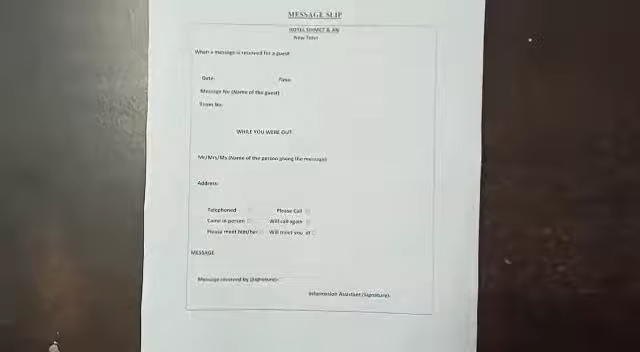 MESSAGE SLIP
HOTEL SUMIT & JIN
New Town
When a message is received for a guest
Date: Time:
Message for (Name of the guest)
Room No:
WHILE YOU WERE OUT
Mr/Mrs/Ms (Name of the person giving the message)
Address:
Telephoned Please Call
Came in person Will call again
Please meet him/her Will meet you at
MESSAGE
Message received by (Signature):
Information Assistant (Signature):